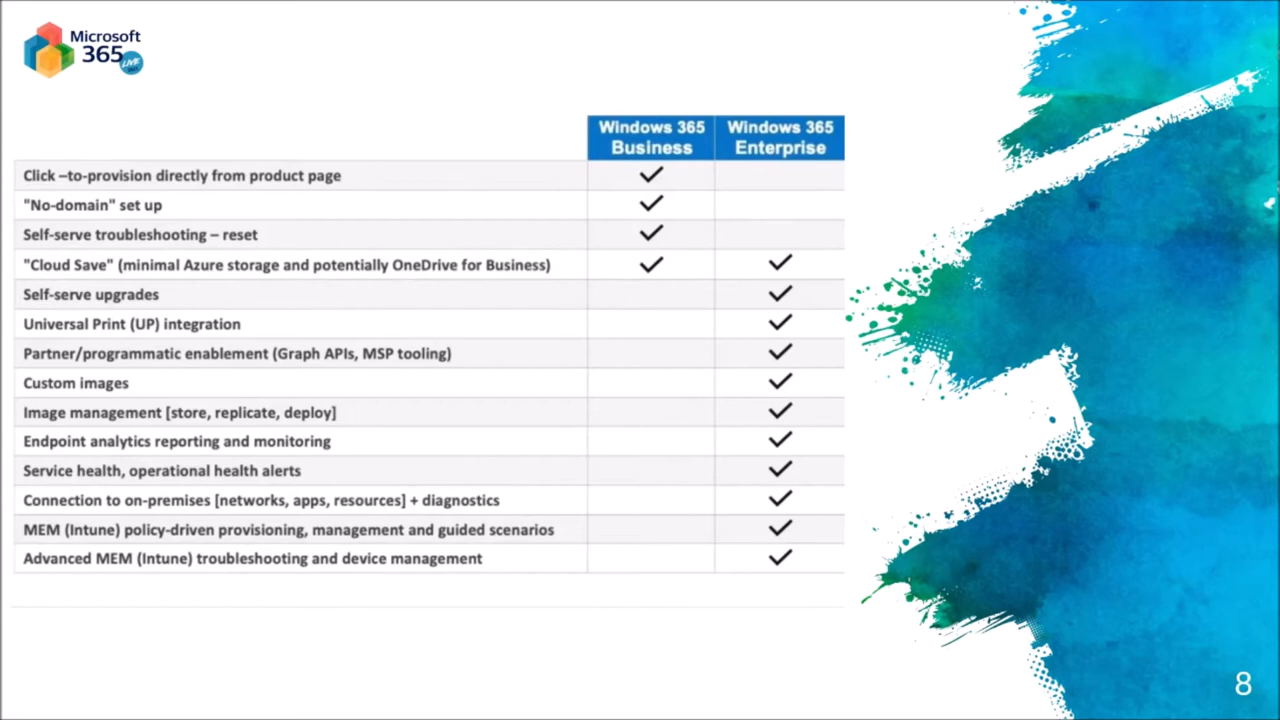 Microsoft
365
LIVE
Windows 365 Business
Windows 365 Enterprise
Click –to-provision directly from product page ✓
"No-domain" set up ✓
Self-serve troubleshooting – reset ✓
"Cloud Save" (minimal Azure storage and potentially OneDrive for Business) ✓ ✓
Self-serve upgrades ✓
Universal Print (UP) integration ✓
Partner/programmatic enablement (Graph APIs, MSP tooling) ✓
Custom images ✓
Image management [store, replicate, deploy] ✓
Endpoint analytics reporting and monitoring ✓
Service health, operational health alerts ✓
Connection to on-premises [networks, apps, resources] + diagnostics ✓
MEM (Intune) policy-driven provisioning, management and guided scenarios ✓
Advanced MEM (Intune) troubleshooting and device management ✓
8